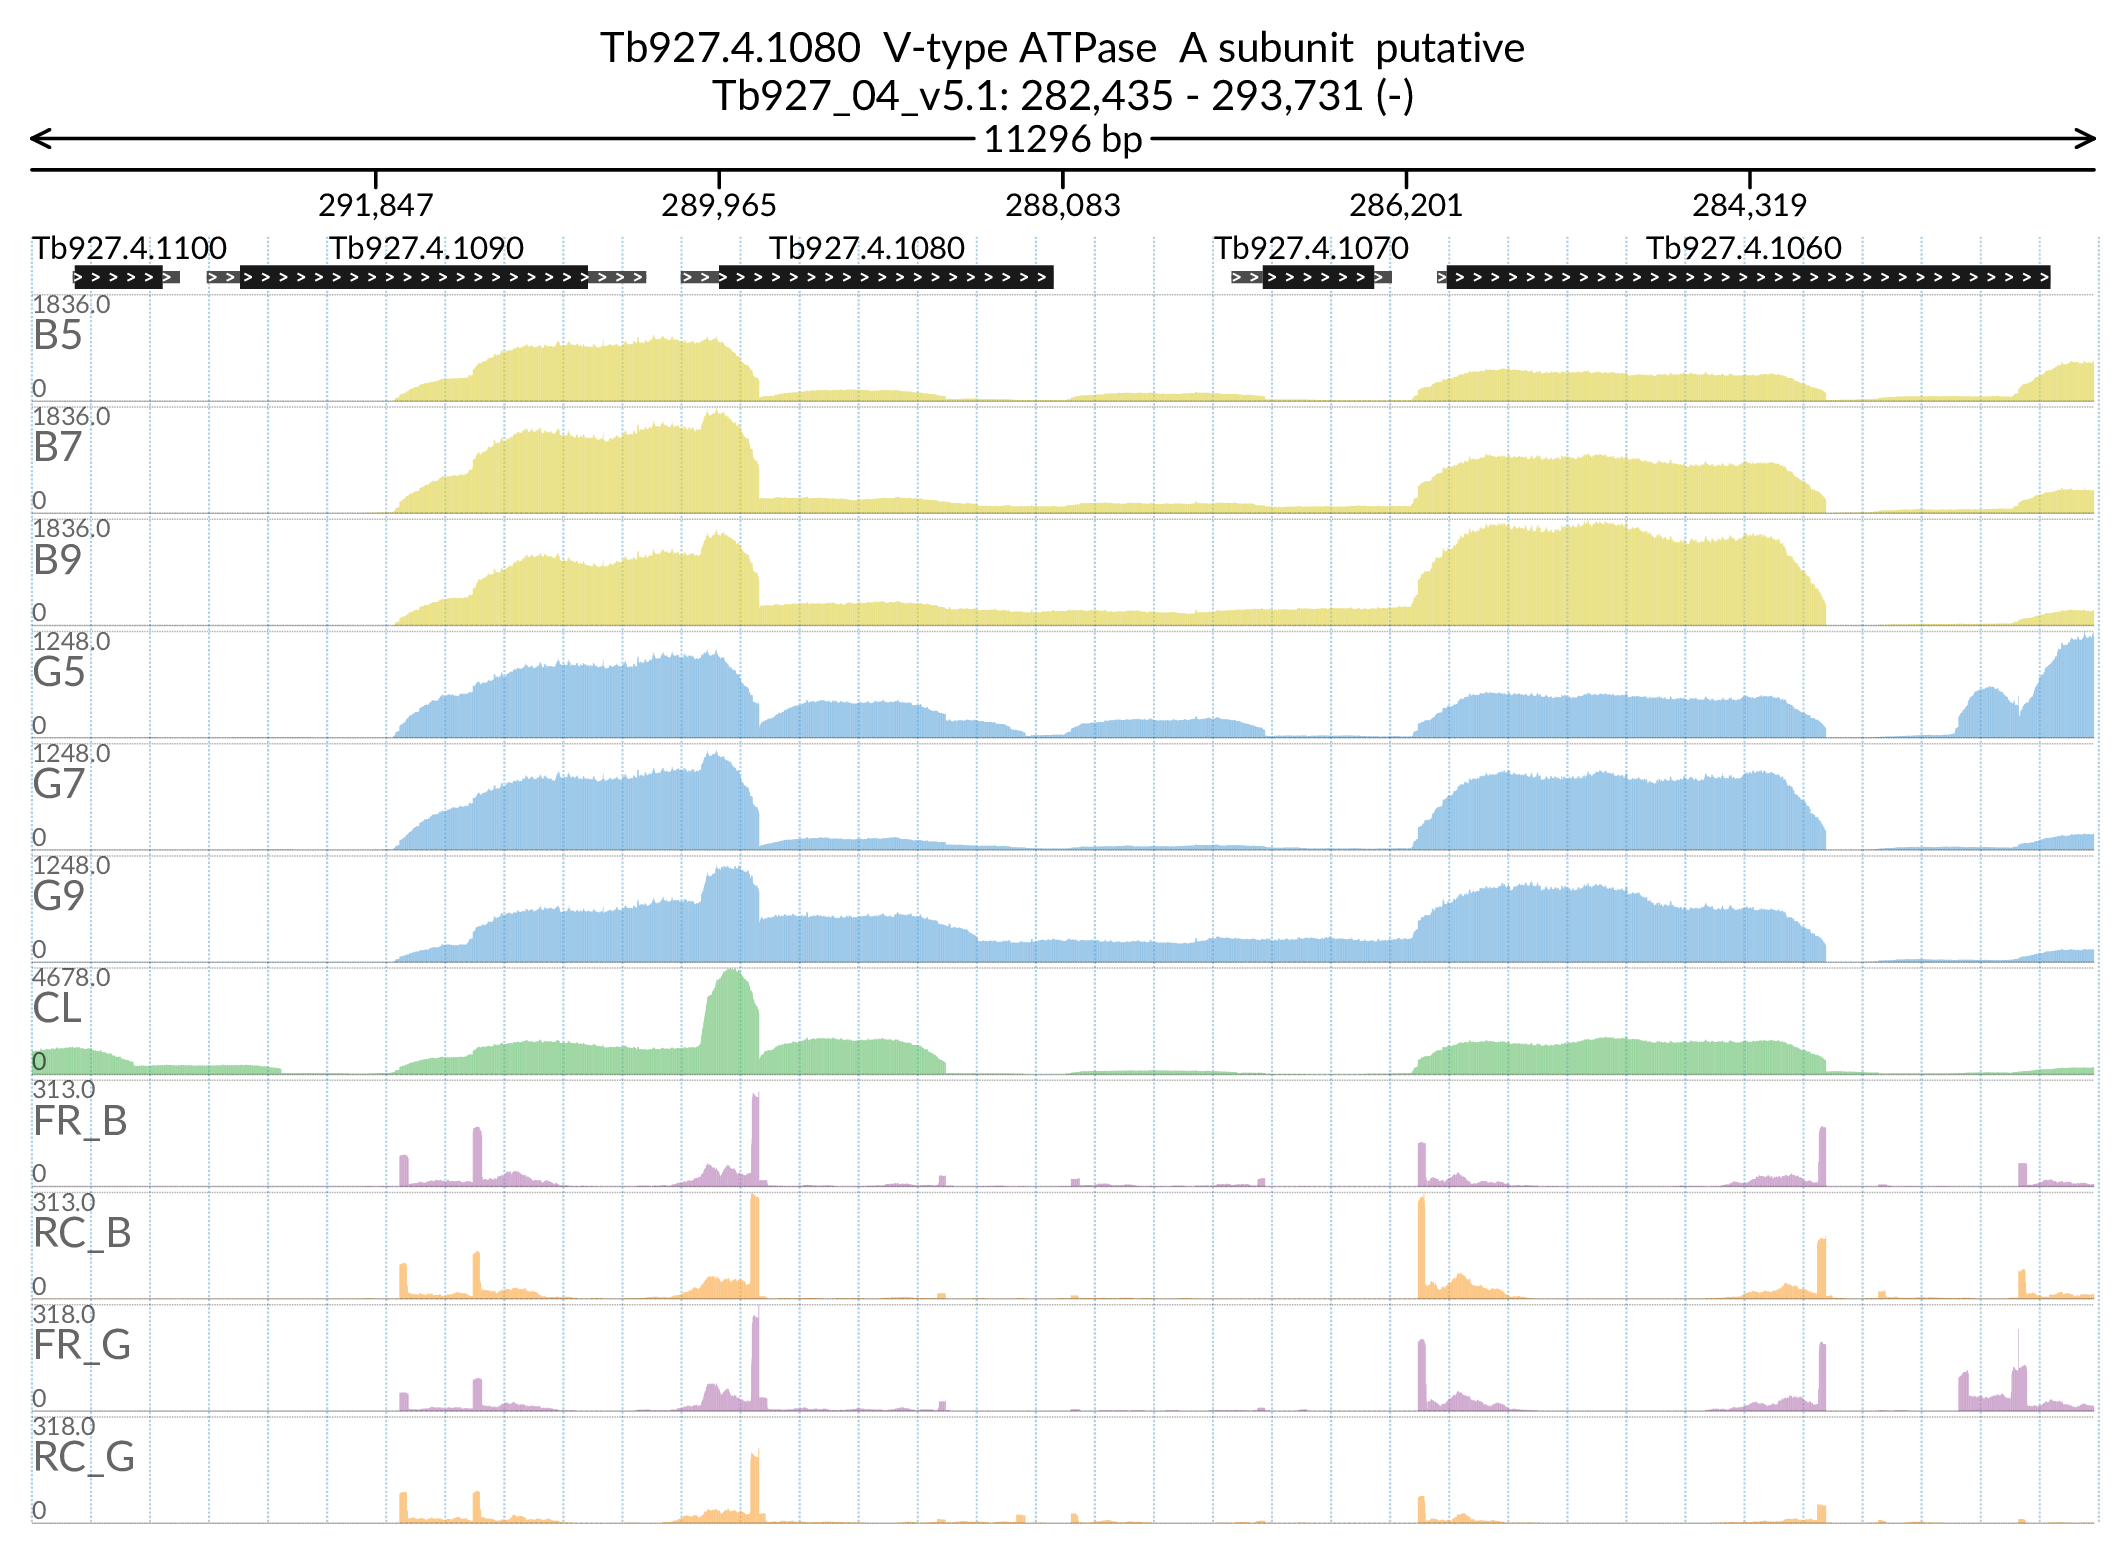 Tb927.4.1080  V-type ATPase  A subunit  putative
Tb927_04_v5.1: 282,435 - 293,731 (-)
11296 bp
291,847 289,965 288,083 286,201 284,319
Tb927.4.1100 Tb927.4.1090 Tb927.4.1080 Tb927.4.1070 Tb927.4.1060
1836.0
B5
0
1836.0
B7
0
1836.0
B9
0
1248.0
G5
0
1248.0
G7
0
1248.0
G9
0
4678.0
CL
0
313.0
FR_B
0
313.0
RC_B
0
318.0
FR_G
0
318.0
RC_G
0